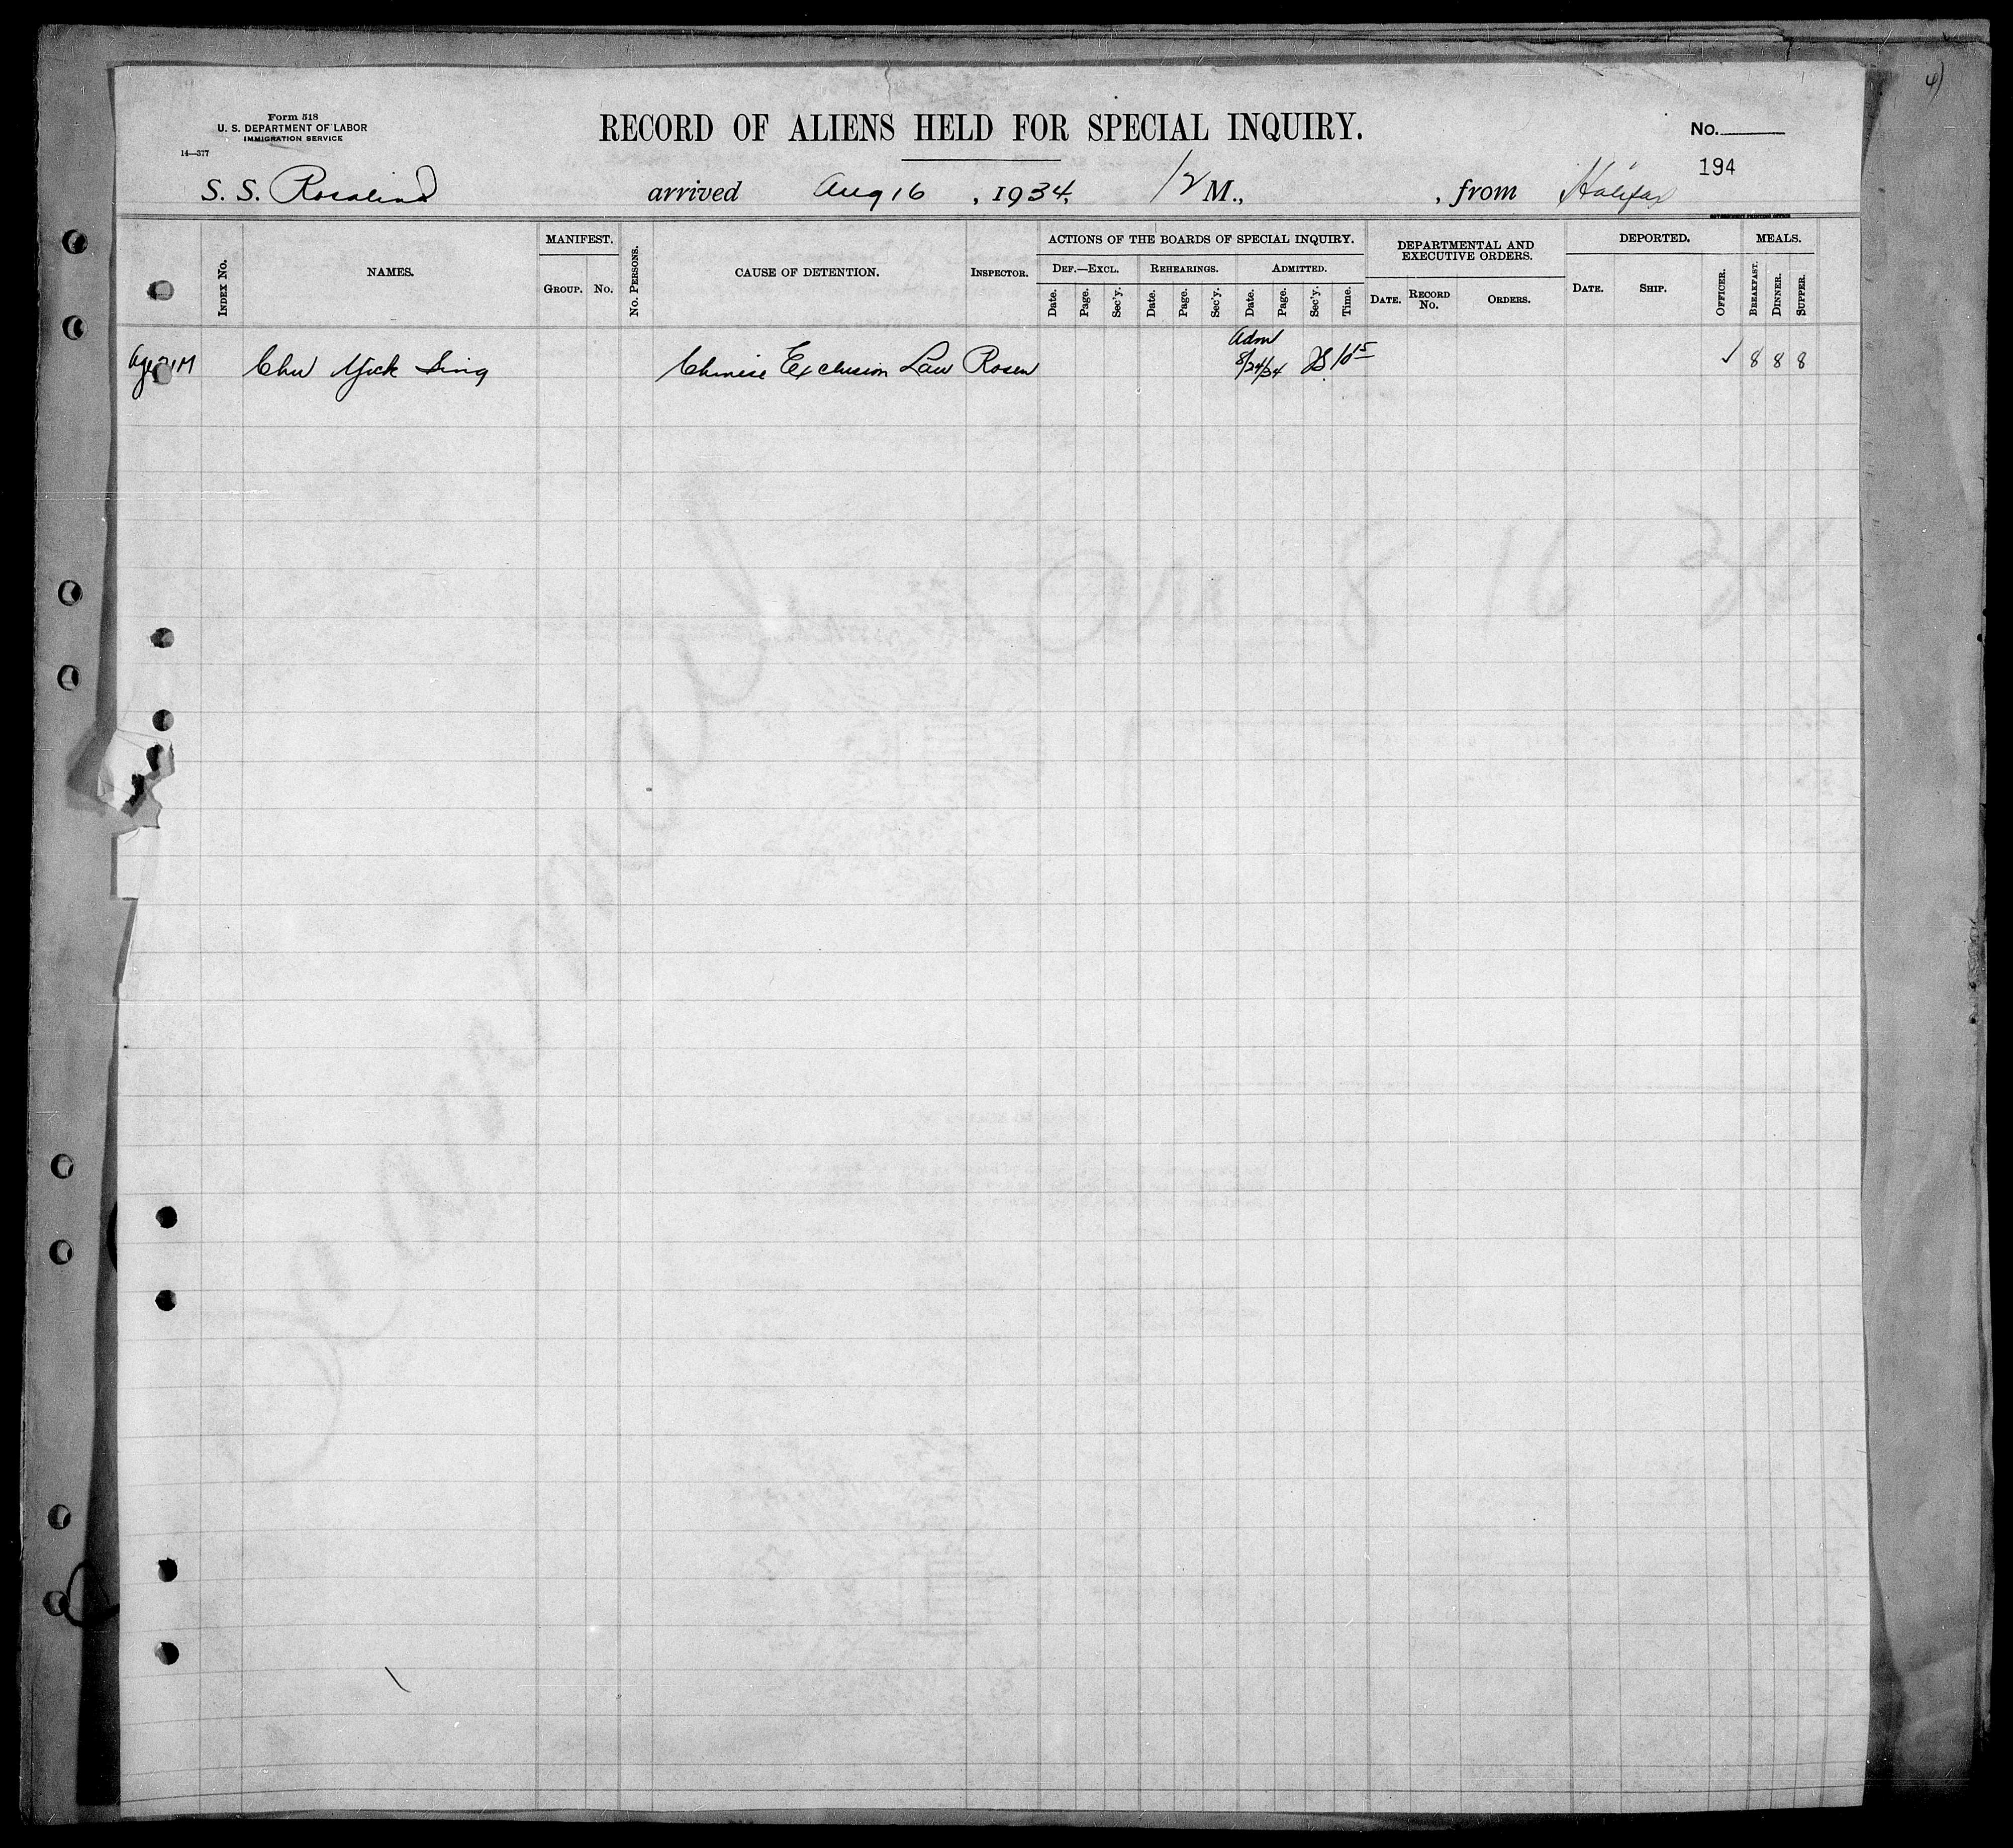 Form 518
U. S. DEPARTMENT OF LABOR
IMMIGRATION SERVICE
14—377
RECORD OF ALIENS HELD FOR SPECIAL INQUIRY.
No.
194
S. S. Rosalind arrived Aug 16, 1934, 12 M., , from Halifax
INDEX NO.
NAMES.
MANIFEST.
GROUP. NO.
NO. PERSONS.
CAUSE OF DETENTION.
INSPECTOR.
ACTIONS OF THE BOARDS OF SPECIAL INQUIRY.
DEF.—EXCL. REHEARINGS. ADMITTED.
Date. Page. Sec'y. Date. Page. Sec'y. Date. Page. Sec'y. Time.
DEPARTMENTAL AND
EXECUTIVE ORDERS.
DATE. RECORD NO. ORDERS.
DEPORTED.
DATE. SHIP. OFFICER.
MEALS.
BREAKFAST. DINNER. SUPPER.
Adm
Age M Chu Yick Sing Chinese Exclusion Law Rosen 8/24/34 10 15 ✓ 8 8 8